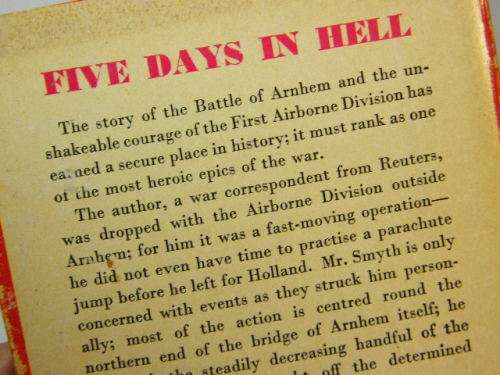 FIVE DAYS IN HELL
The story of the Battle of Arnhem and the un-
shakeable courage of the First Airborne Division has
earned a secure place in history; it must rank as one
of the most heroic epics of the war.
The author, a war correspondent from Reuters,
was dropped with the Airborne Division outside
Arnhem; for him it was a fast-moving operation—
he did not even have time to practise a parachute
jump before he left for Holland. Mr. Smyth is only
concerned with events as they struck him person-
ally; most of the action is centred round the
northern end of the bridge of Arnhem itself; he
the steadily decreasing handful of the
off the determined